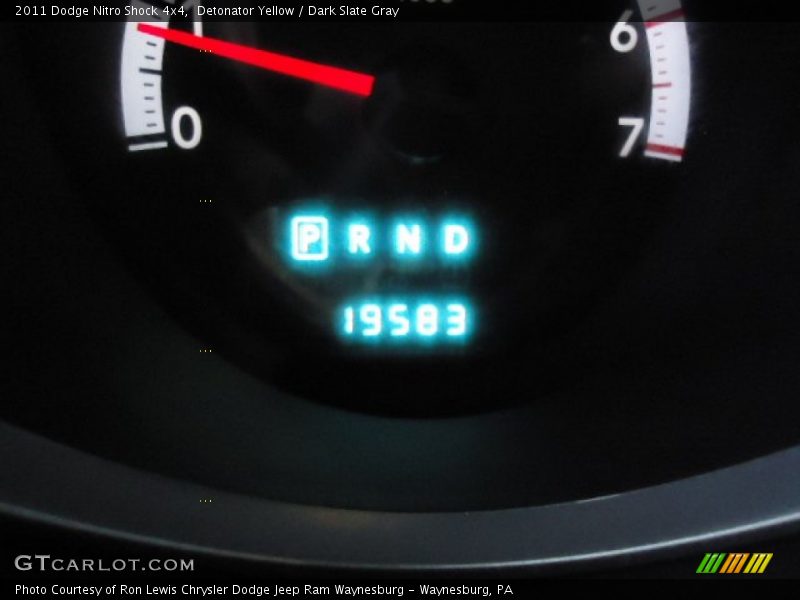 2011 Dodge Nitro Shock 4x4, Detonator Yellow / Dark Slate Gray
1
6
0
7
P R N D
19583
GTCARLOT.COM
Photo Courtesy of Ron Lewis Chrysler Dodge Jeep Ram Waynesburg - Waynesburg, PA